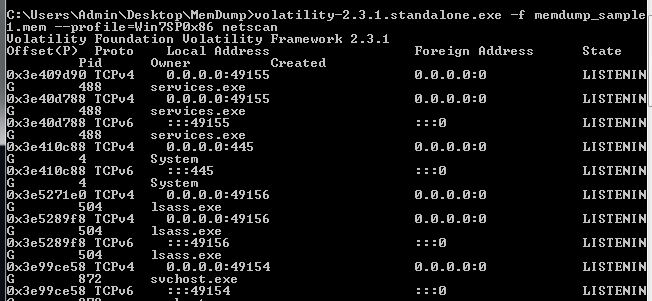 C:\Users\Admin\Desktop\MemDump>volatility-2.3.1.standalone.exe -f memdump_sample
1.mem --profile=Win7SP0x86 netscan
Volatility Foundation Volatility Framework 2.3.1
Offset(P) Proto Local Address Foreign Address State
Pid Owner Created
0x3e409d90 TCPv4 0.0.0.0:49155 0.0.0.0:0 LISTENIN
G 488 services.exe
0x3e40d788 TCPv4 0.0.0.0:49155 0.0.0.0:0 LISTENIN
G 488 services.exe
0x3e40d788 TCPv6 :::49155 :::0 LISTENIN
G 488 services.exe
0x3e410c88 TCPv4 0.0.0.0:445 0.0.0.0:0 LISTENIN
G 4 System
0x3e410c88 TCPv6 :::445 :::0 LISTENIN
G 4 System
0x3e5271e0 TCPv4 0.0.0.0:49156 0.0.0.0:0 LISTENIN
G 504 lsass.exe
0x3e5289f8 TCPv4 0.0.0.0:49156 0.0.0.0:0 LISTENIN
G 504 lsass.exe
0x3e5289f8 TCPv6 :::49156 :::0 LISTENIN
G 504 lsass.exe
0x3e99ce58 TCPv4 0.0.0.0:49154 0.0.0.0:0 LISTENIN
G 872 svchost.exe
0x3e99ce58 TCPv6 :::49154 :::0 LISTENIN